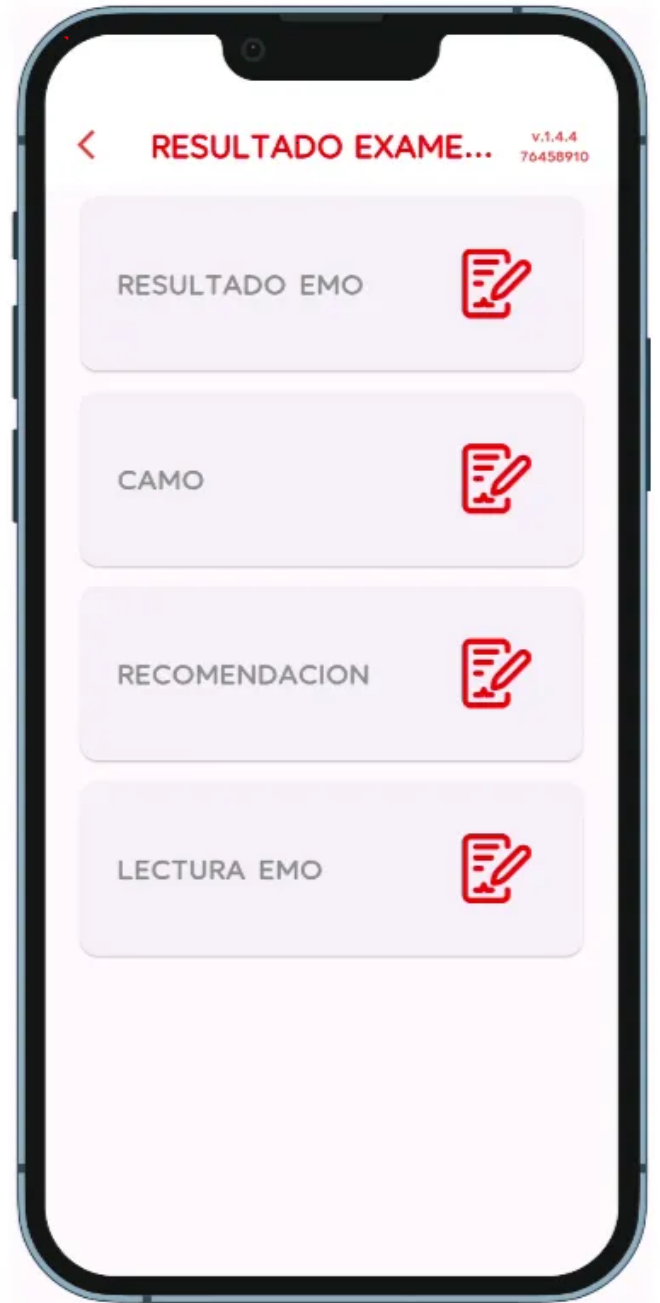 RESULTADO EXAME...
v.1.4.4
76458910
RESULTADO EMO
CAMO
RECOMENDACION
LECTURA EMO